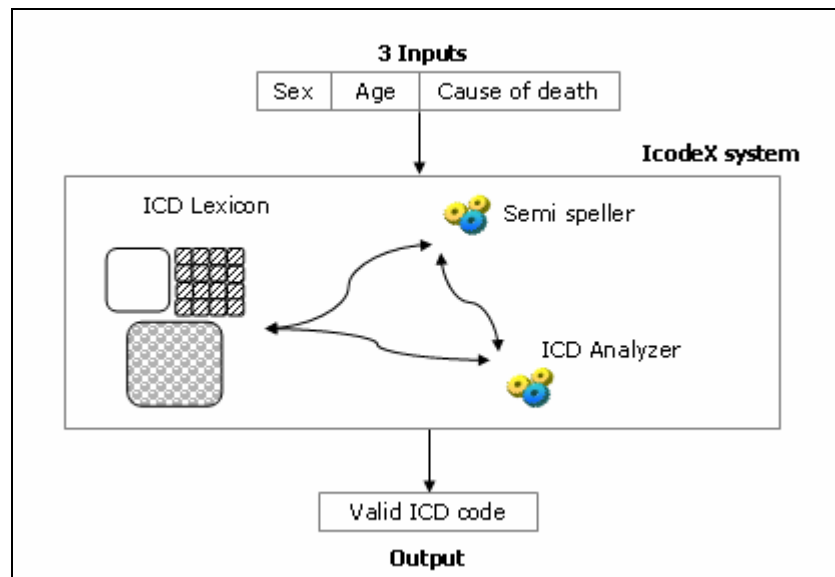 3 Inputs
Sex Age Cause of death
IcodeX system
ICD Lexicon
Semi speller
ICD Analyzer
Valid ICD code
Output